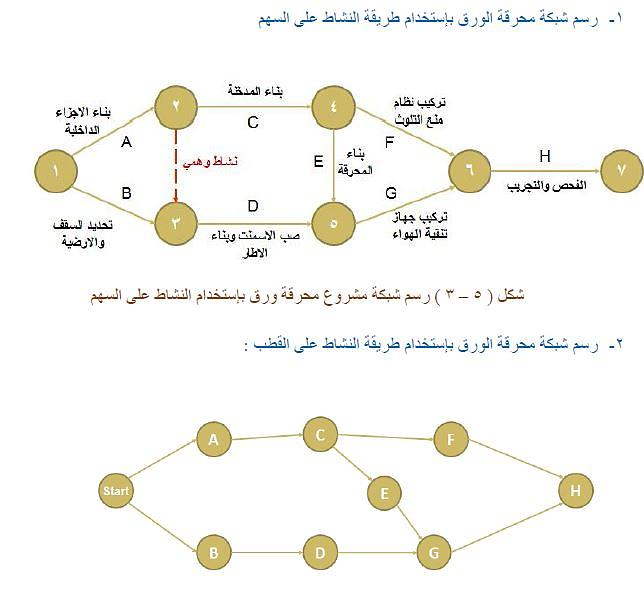 ١- رسم شبكة محرقة الورق بإستخدام طريقة النشاط على السهم
بناء الاجزاء
الداخلية
A
٢
بناء المدخنة
C
٤
تركيب نظام
منع التلوث
F
١
نشاط وهمي
E
بناء
المحرقة
٦
H
الفحص والتجريب
٧
B
تحديد السقف
والارضية
٣
D
صب الاسمنت وبناء
الاطار
٥
G
تركيب جهاز
تنقية الهواء
شكل ( ٥ – ٣ ) رسم شبكة مشروع محرقة ورق بإستخدام النشاط على السهم
٢- رسم شبكة محرقة الورق بإستخدام طريقة النشاط على القطب :
A
C
F
Start
E
H
B
D
G